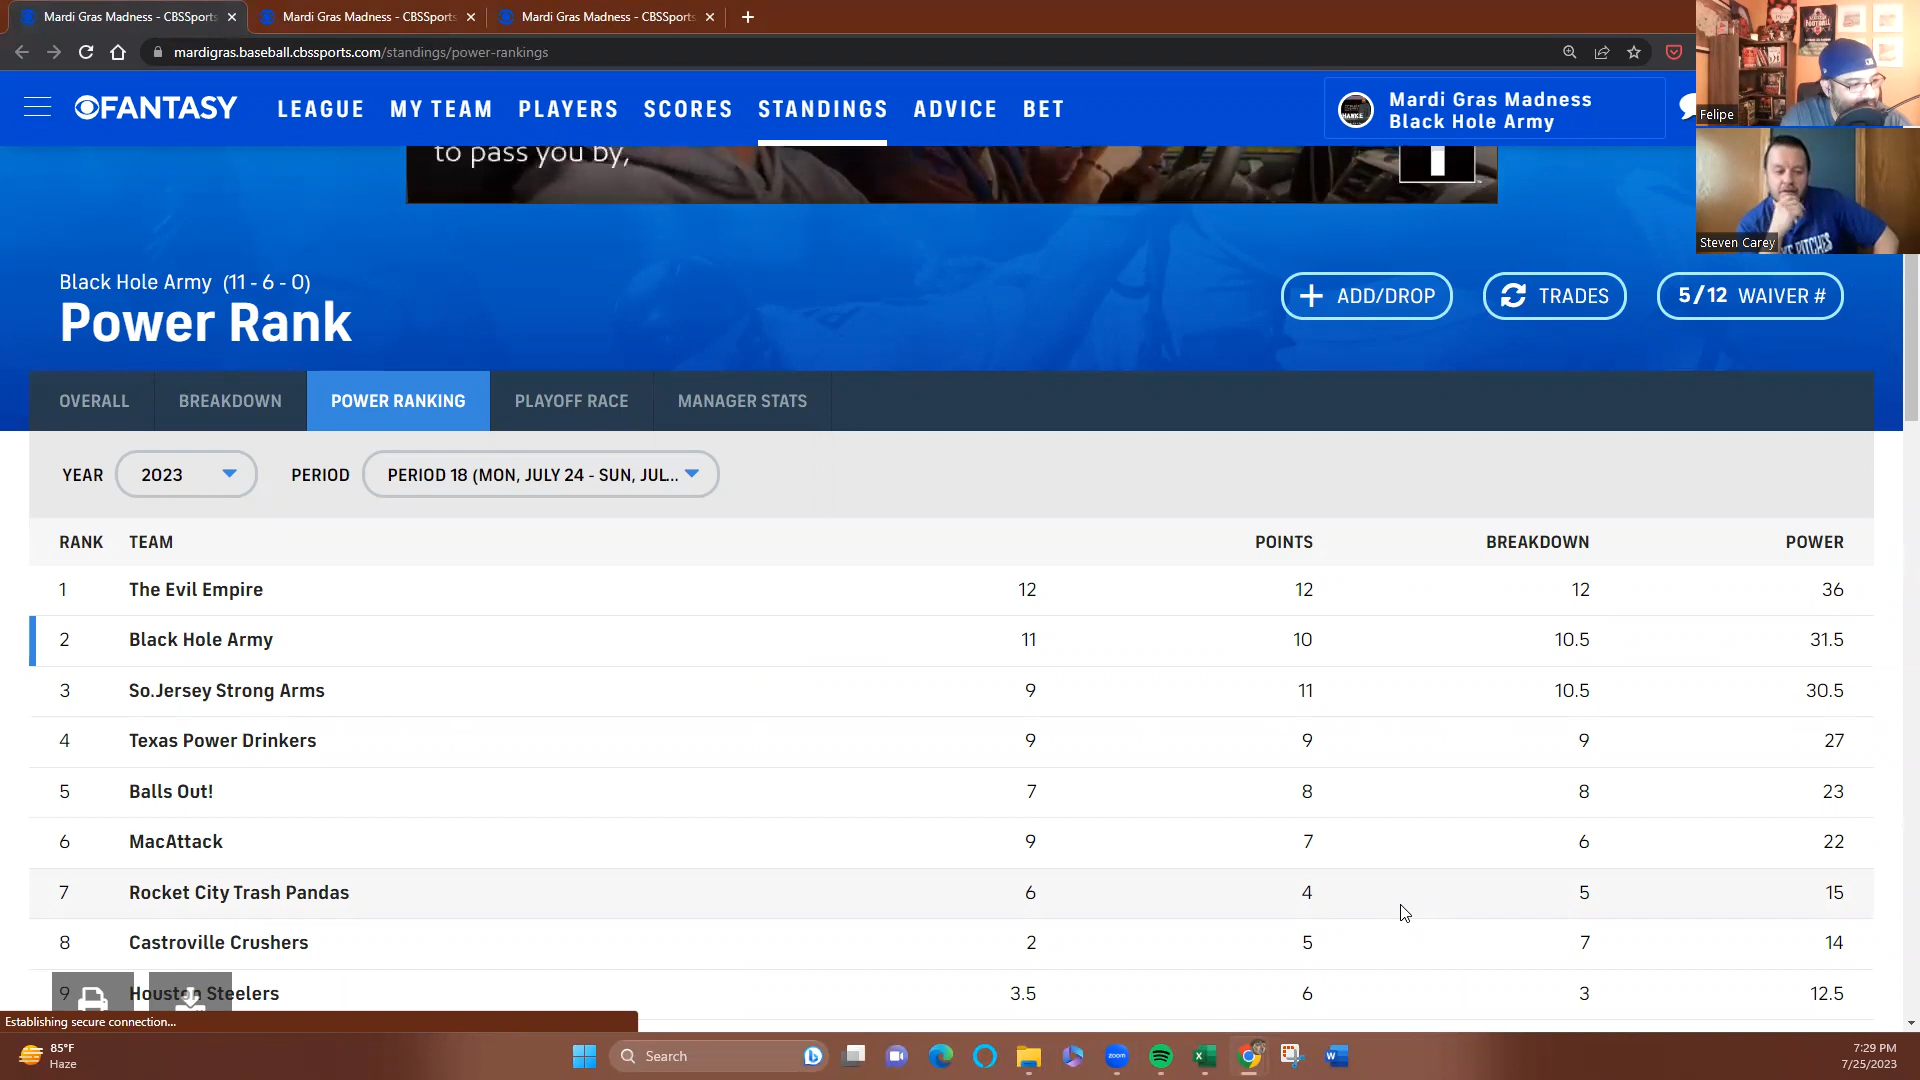 Mardi Gras Madness - CBSSports
Mardi Gras Madness - CBSSports
Mardi Gras Madness - CBSSports
mardigras.baseball.cbssports.com/standings/power-rankings
FANTASY
LEAGUE
MY TEAM
PLAYERS
SCORES
STANDINGS
ADVICE
BET
Mardi Gras Madness
Black Hole Army
Felipe
Steven Carey
to pass you by,
Black Hole Army (11 - 6 - 0)
Power Rank
ADD/DROP
TRADES
5/12 WAIVER #
OVERALL
BREAKDOWN
POWER RANKING
PLAYOFF RACE
MANAGER STATS
YEAR 2023 PERIOD PERIOD 18 (MON, JULY 24 - SUN, JUL...
RANK TEAM POINTS BREAKDOWN POWER
1 The Evil Empire 12 12 12 36
2 Black Hole Army 11 10 10.5 31.5
3 So.Jersey Strong Arms 9 11 10.5 30.5
4 Texas Power Drinkers 9 9 9 27
5 Balls Out! 7 8 8 23
6 MacAttack 9 7 6 22
7 Rocket City Trash Pandas 6 4 5 15
8 Castroville Crushers 2 5 7 14
9 Houston Steelers 3.5 6 3 12.5
Establishing secure connection...
85°F
Haze
Search
zoom
7:29 PM
7/25/2023